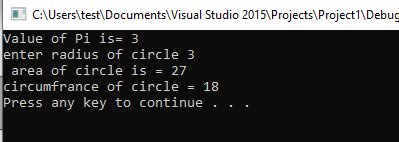 C:\Users\test\Documents\Visual Studio 2015\Projects\Project1\Debug
Value of Pi is= 3
enter radius of circle 3
 area of circle is = 27
circumfrance of circle = 18
Press any key to continue . . .